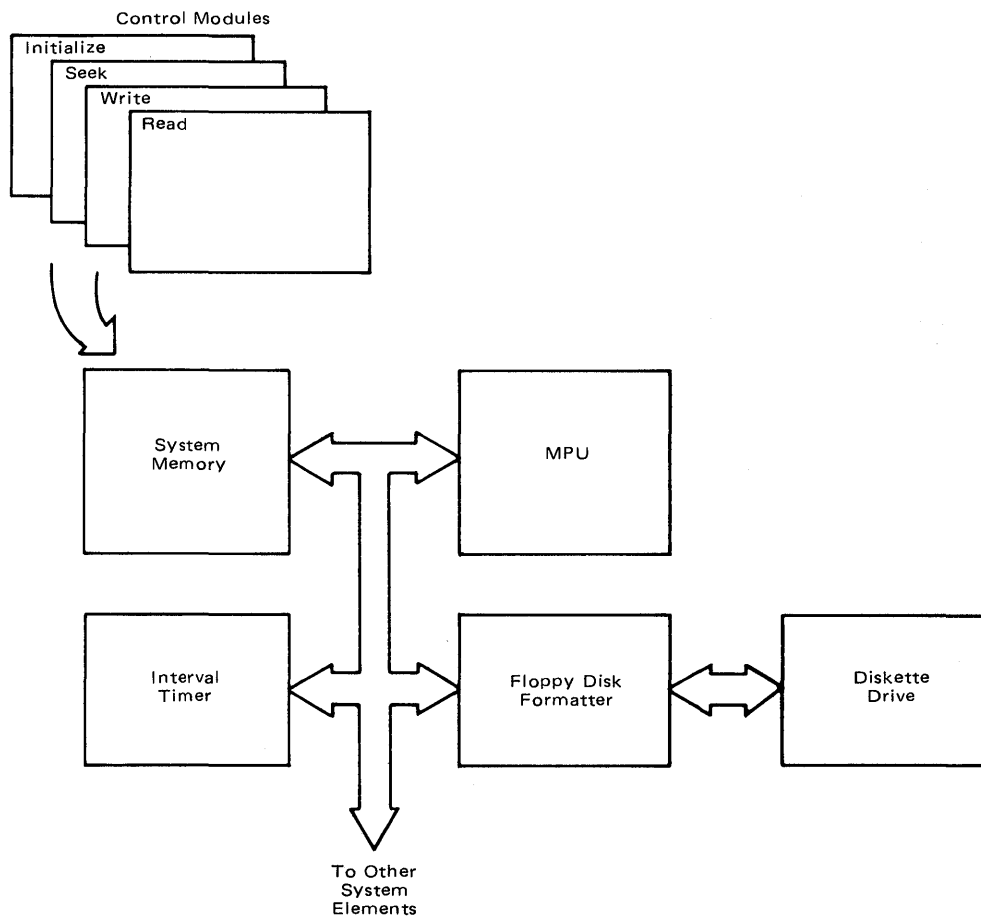 Control Modules
Initialize
Seek
Write
Read
System
Memory
MPU
Interval
Timer
Floppy Disk
Formatter
Diskette
Drive
To Other
System
Elements